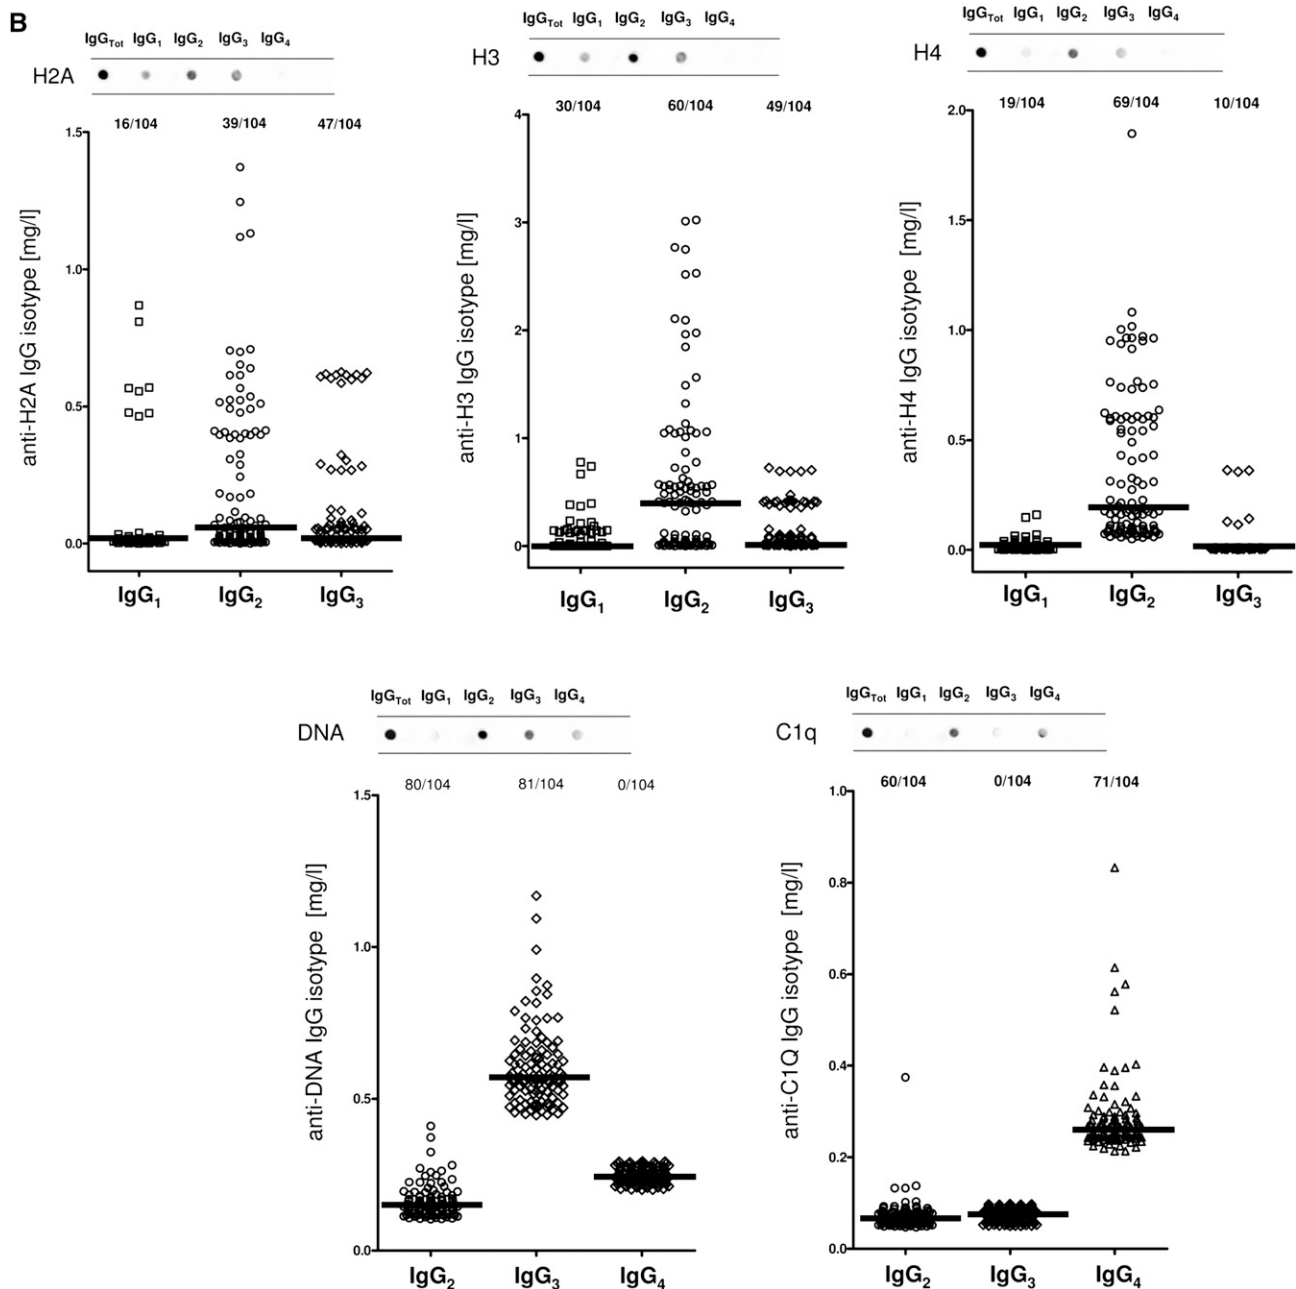 B
IgGTot IgG1 IgG2 IgG3 IgG4
H2A
16/104 39/104 47/104
1.5
1.0
0.5
0.0
anti-H2A IgG isotype [mg/l]
IgG1 IgG2 IgG3
IgGTot IgG1 IgG2 IgG3 IgG4
H3
30/104 60/104 49/104
4
3
2
1
0
anti-H3 IgG isotype [mg/l]
IgG1 IgG2 IgG3
IgGTot IgG1 IgG2 IgG3 IgG4
H4
19/104 69/104 10/104
2.0
1.5
1.0
0.5
0.0
anti-H4 IgG isotype [mg/l]
IgG1 IgG2 IgG3
IgGTot IgG1 IgG2 IgG3 IgG4
DNA
80/104 81/104 0/104
1.5
1.0
0.5
0.0
anti-DNA IgG isotype [mg/l]
IgG2 IgG3 IgG4
IgGTot IgG1 IgG2 IgG3 IgG4
C1q
60/104 0/104 71/104
1.0
0.8
0.6
0.4
0.2
0.0
anti-C1Q IgG isotype [mg/l]
IgG2 IgG3 IgG4